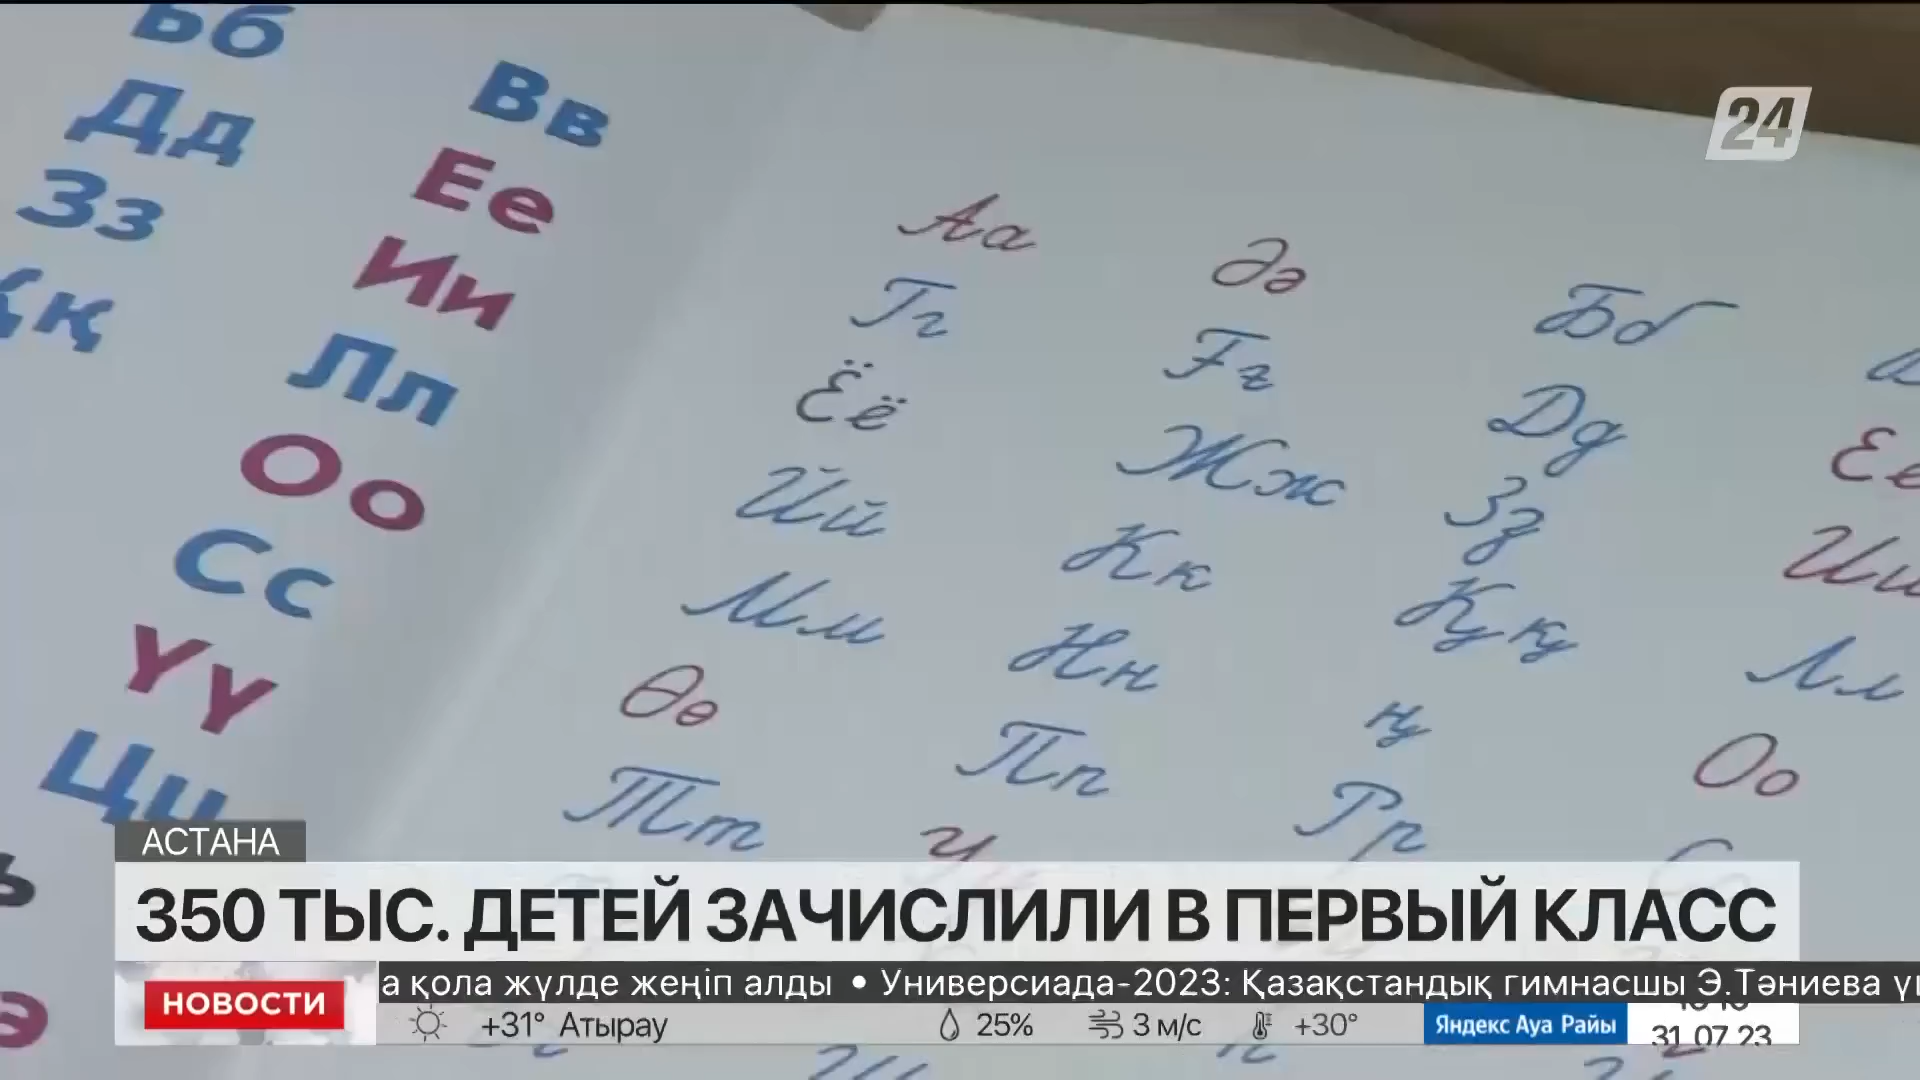 Бб
Вв
Дд
Ее
Зз
Ии
Ққ
Лл
Оо
Сс
Үү
Цц
24
Аа Әә Бб
Гг Ғғ Дд Ее
Ёё Жж Зз Ии
Йй Кк Ққ Лл
Мм Нн ң Оо
Өө Пп Рр С
Тт У
АСТАНА
350 ТЫС. ДЕТЕЙ ЗАЧИСЛИЛИ В ПЕРВЫЙ КЛАСС
НОВОСТИ
а қола жүлде жеңіп алды • Универсиада-2023: Қазақстандық гимнасшы Э.Тәниева ү
+31° Атырау 25% 3 м/с +30° Яндекс Ауа Райы 31.07.23